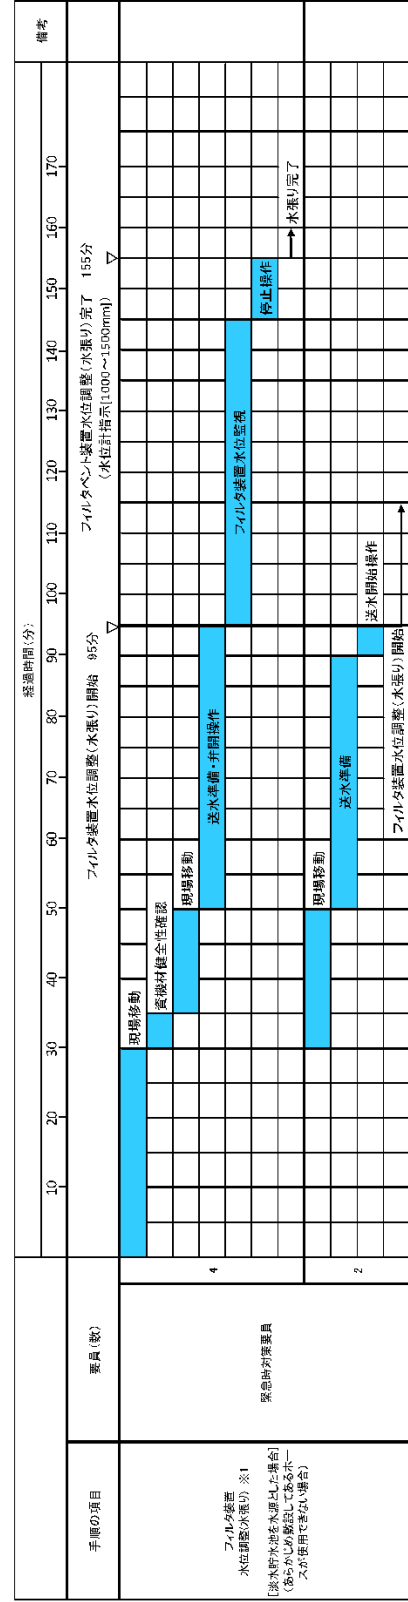 経過時間(分)
備考
10 20 30 40 50 60 70 80 90 100 110 120 130 140 150 160 170
手順の項目
要員(数)
フィルタ装置水位調整(水張り)開始 95分
フィルタベント装置水位調整(水張り)完了 155分
(水位計指示[1000~1500mm])
フィルタ装置
水位調整(水張り) ※1
[淡水貯水池を水源とした場合]
(あらかじめ敷設してあるホー
スが使用できない場合)
緊急時対策要員
4
現場移動
資機材健全性確認
現場移動
送水準備・弁開操作
フィルタ装置水位監視
停止操作
水張り完了
2
現場移動
送水準備
送水開始操作
フィルタ装置水位調整(水張り)開始